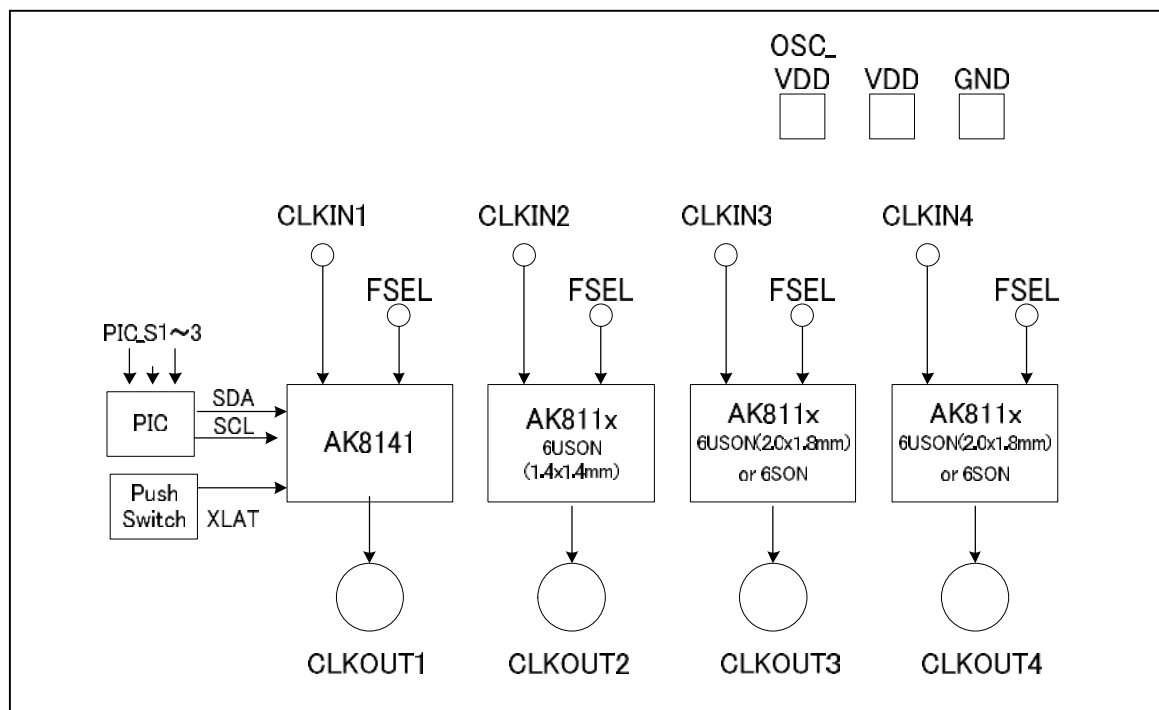 OSC_
VDD VDD GND
CLKIN1 CLKIN2 CLKIN3 CLKIN4
FSEL FSEL FSEL FSEL
PIC_S1～3
PIC
SDA
SCL
AK8141
AK811x
6USON
(1.4x1.4mm)
AK811x
6USON(2.0x1.8mm)
or 6SON
AK811x
6USON(2.0x1.8mm)
or 6SON
Push
Switch
XLAT
CLKOUT1 CLKOUT2 CLKOUT3 CLKOUT4